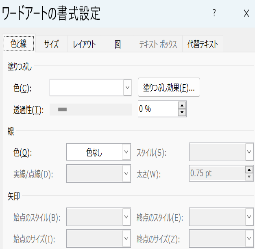 ワードアートの書式設定 ? X
色と線 サイズ レイアウト 図 テキスト ボックス 代替テキスト
塗りつぶし
色(C): 塗りつぶし効果(F)...
透過性(T): 0 %
線
色(O): 色なし スタイル(S):
実線/点線(D): 太さ(W): 0.75 pt
矢印
始点のスタイル(B): 終点のスタイル(E):
始点のサイズ(I): 終点のサイズ(Z):